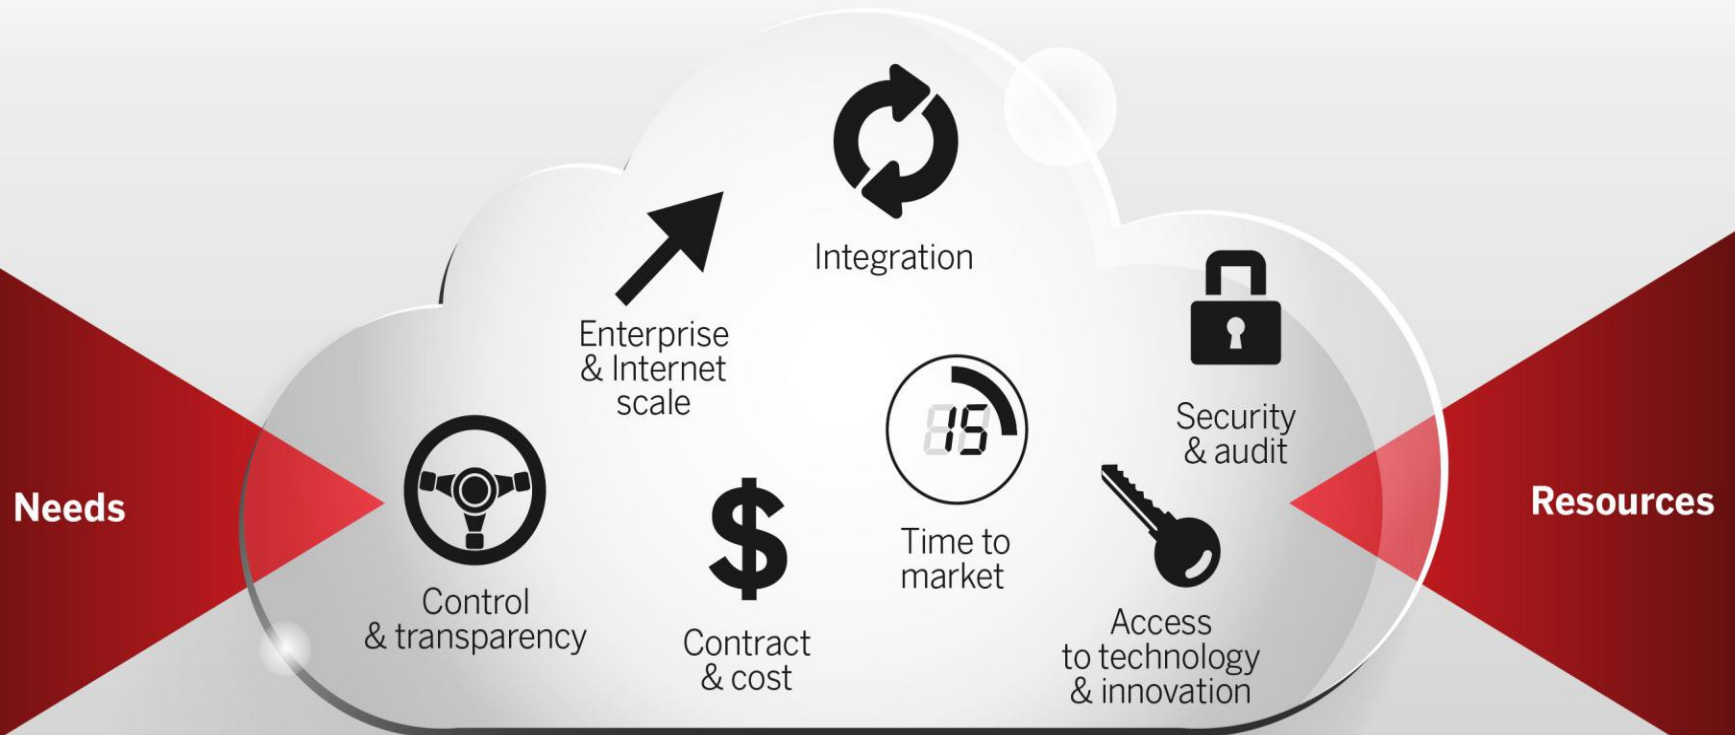 Integration
Enterprise
& Internet
scale
Security
& audit
15
Needs
Resources
Time to
market
Control
& transparency
Contract
& cost
Access
to technology
& innovation
$